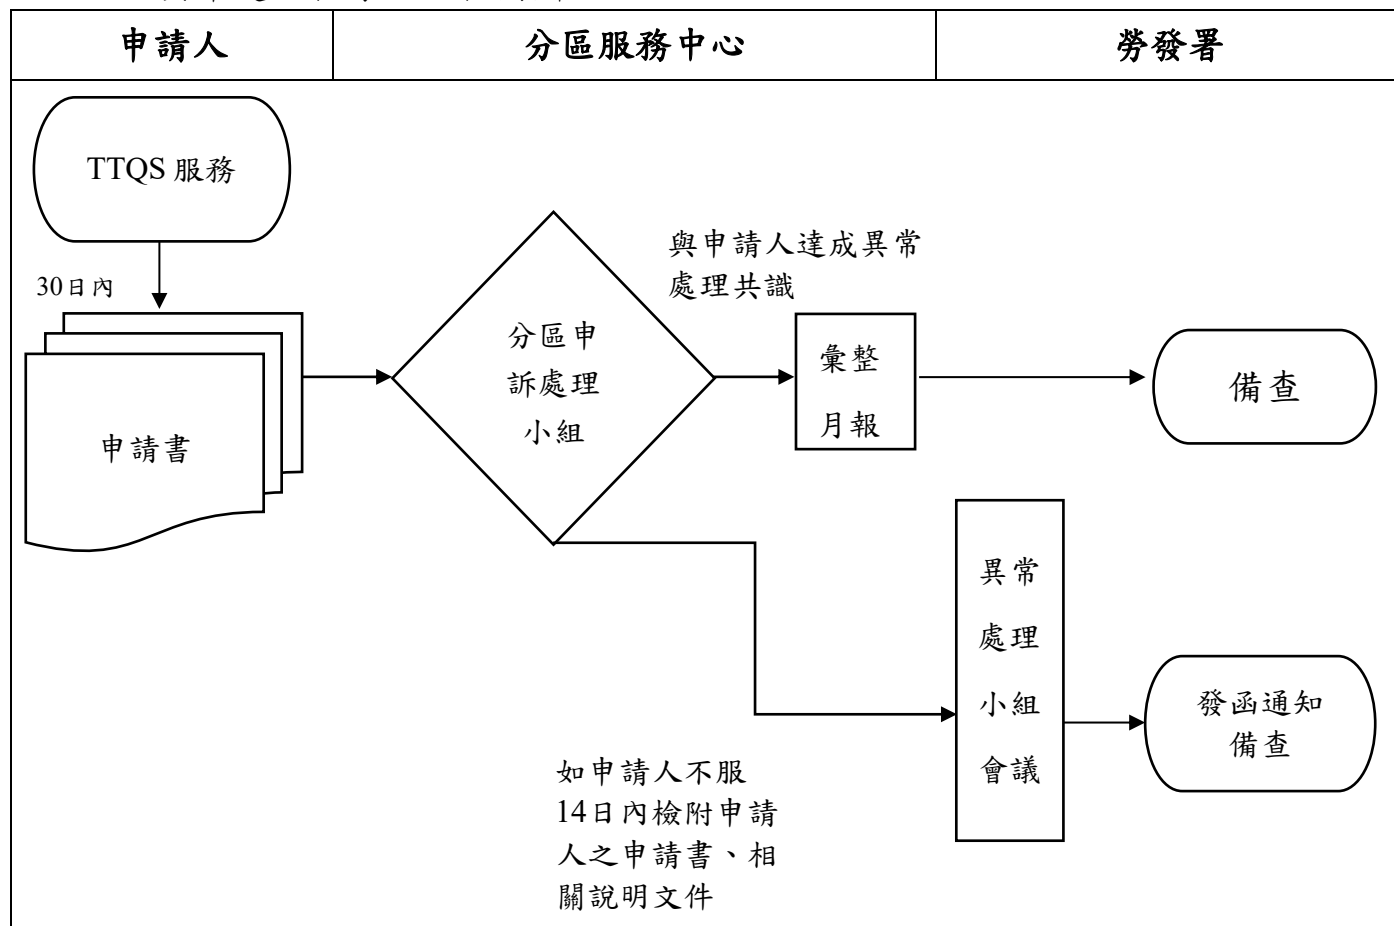 申請人
分區服務中心
勞發署
TTQS 服務
30日內
申請書
分區申
訴處理
小組
與申請人達成異常
處理共識
彙整
月報
備查
如申請人不服
14日內檢附申請
人之申請書、相
關說明文件
異常
處理
小組
會議
發函通知
備查